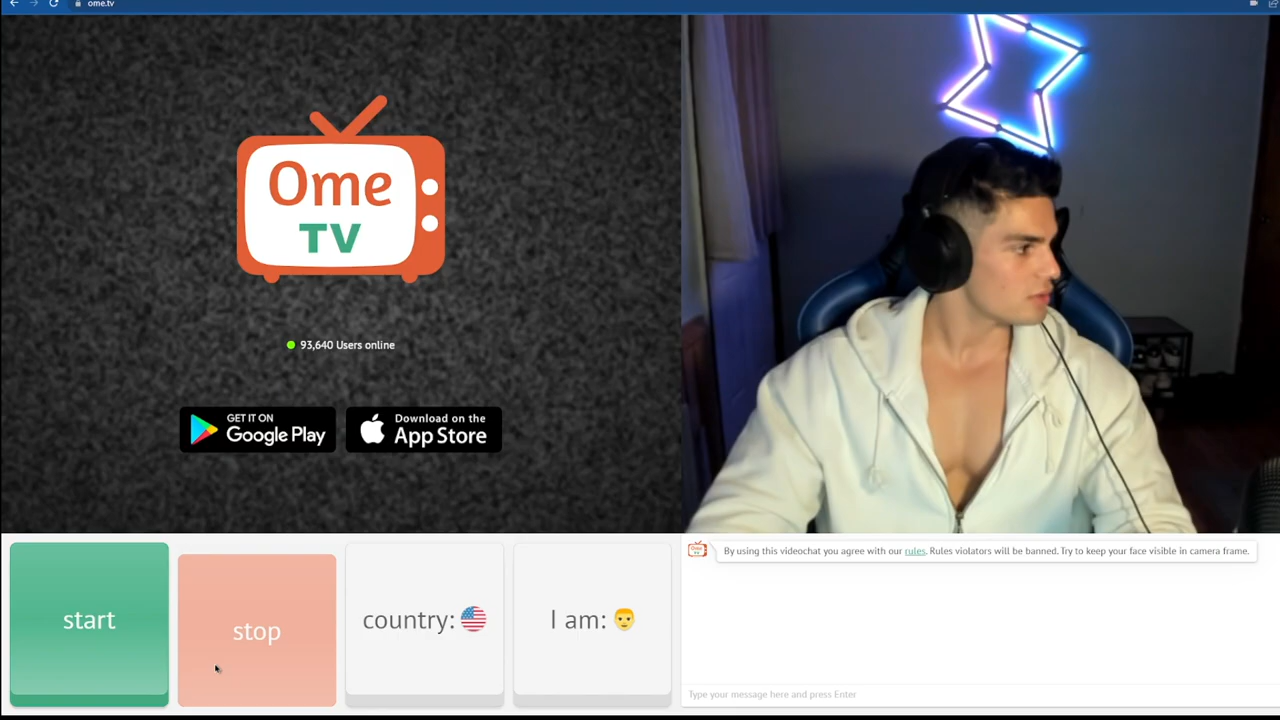 ome.tv
Ome
TV
93,640 Users online
GET IT ON
Google Play
Download on the
App Store
start
stop
country:
I am:
Ome
TV
By using this videochat you agree with our rules. Rules violators will be banned. Try to keep your face visible in camera frame.
Type your message here and press Enter